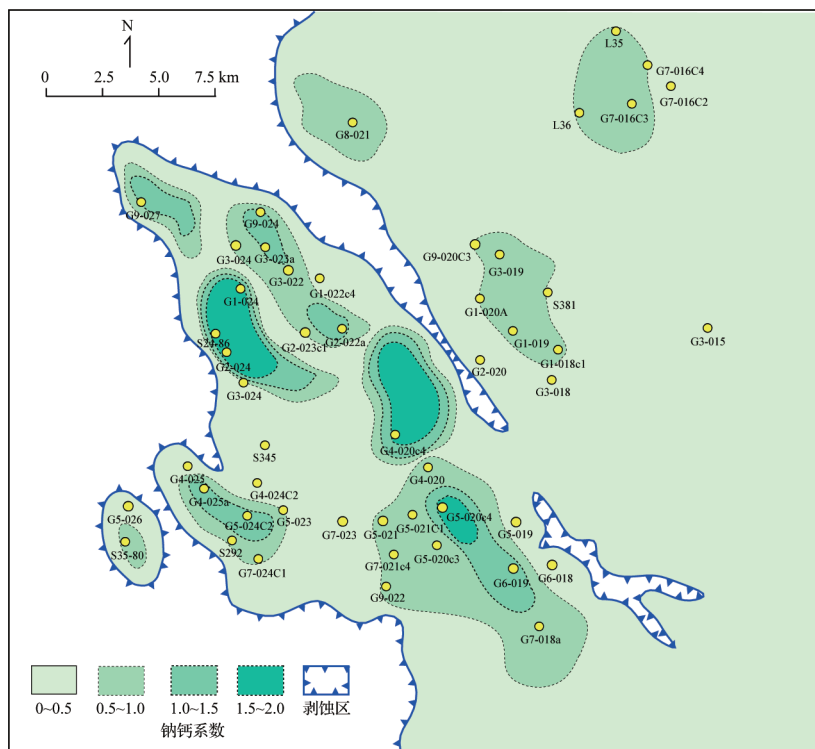 N
0 2.5 5.0 7.5 km
L35
G7-016C4
G7-016C2
G7-016C3
L36
G8-021
G9-027
G9-024
G3-024
G3-023a
G3-022
G1-022c4
G1-024
G2-023c1
G2-022a
S24-86
G2-024
G3-024
G9-020C3
G3-019
S381
G1-020A
G1-019
G1-018c1
G2-020
G3-018
G3-015
G4-020c4
S345
G4-020
G4-025
G4-025a
G4-024C2
G5-026
G5-024C2
G5-023
G7-023
G5-021
G5-021C1
G5-020c4
G5-019
S35-80
S292
G7-024C1
G7-021c4
G5-020c3
G6-019
G6-018
G9-022
G7-018a
0~0.5 0.5~1.0 1.0~1.5 1.5~2.0 剥蚀区
钠钙系数